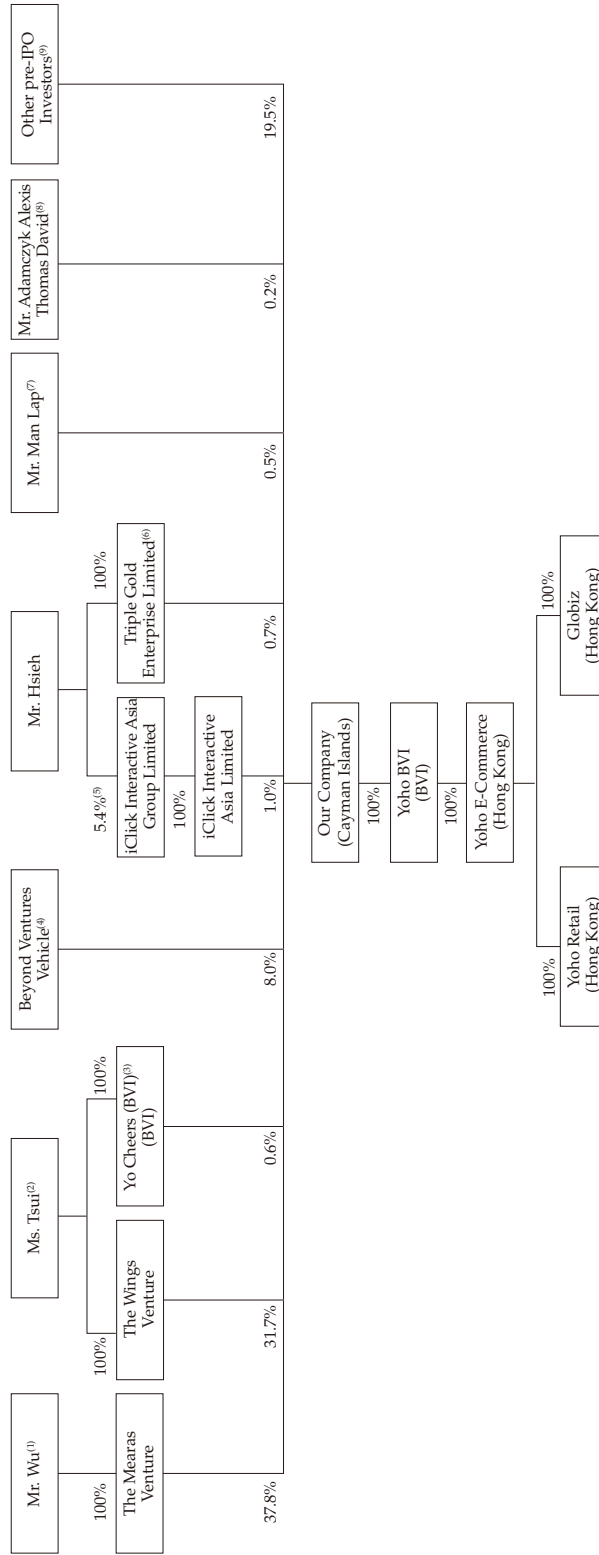 Mr. Wu(1)
Ms. Tsui(2)
Beyond Ventures
Vehicle(4)
Mr. Hsieh
Mr. Man Lap(7)
Mr. Adamczyk Alexis
Thomas David(8)
Other pre-IPO
Investors(9)
100%
100%
100%
5.4%(5)
100%
The Mearas
Venture
The Wings
Venture
Yo Cheers (BVI)(3)
(BVI)
iClick Interactive Asia
Group Limited
Triple Gold
Enterprise Limited(6)
100%
iClick Interactive
Asia Limited
37.8%
31.7%
0.6%
8.0%
1.0%
0.7%
0.5%
0.2%
19.5%
Our Company
(Cayman Islands)
100%
Yoho BVI
(BVI)
100%
Yoho E-Commerce
(Hong Kong)
100%
100%
Yoho Retail
(Hong Kong)
Globiz
(Hong Kong)